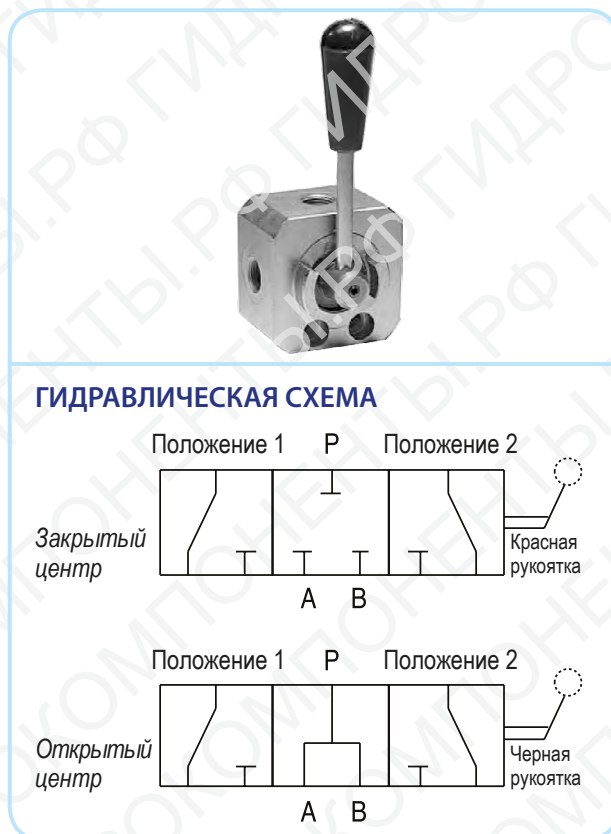 ГИДРАВЛИЧЕСКАЯ СХЕМА
Положение 1 P Положение 2
Закрытый
центр
Красная
рукоятка
A B
Положение 1 P Положение 2
Открытый
центр
Черная
рукоятка
A B